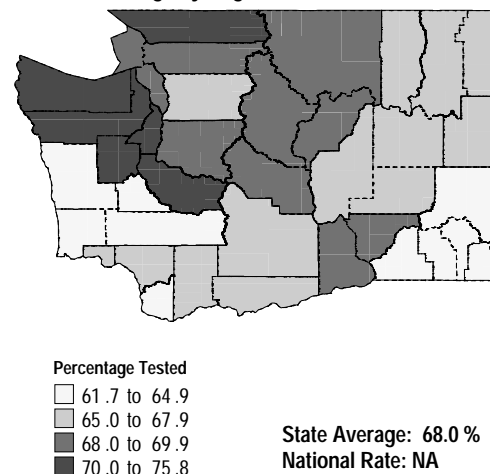 Percentage Tested
61 .7 to 64 .9
65 .0 to 67 .9
68 .0 to 69 .9
70 .0 to 75 .8
State Average: 68.0 %
National Rate: NA